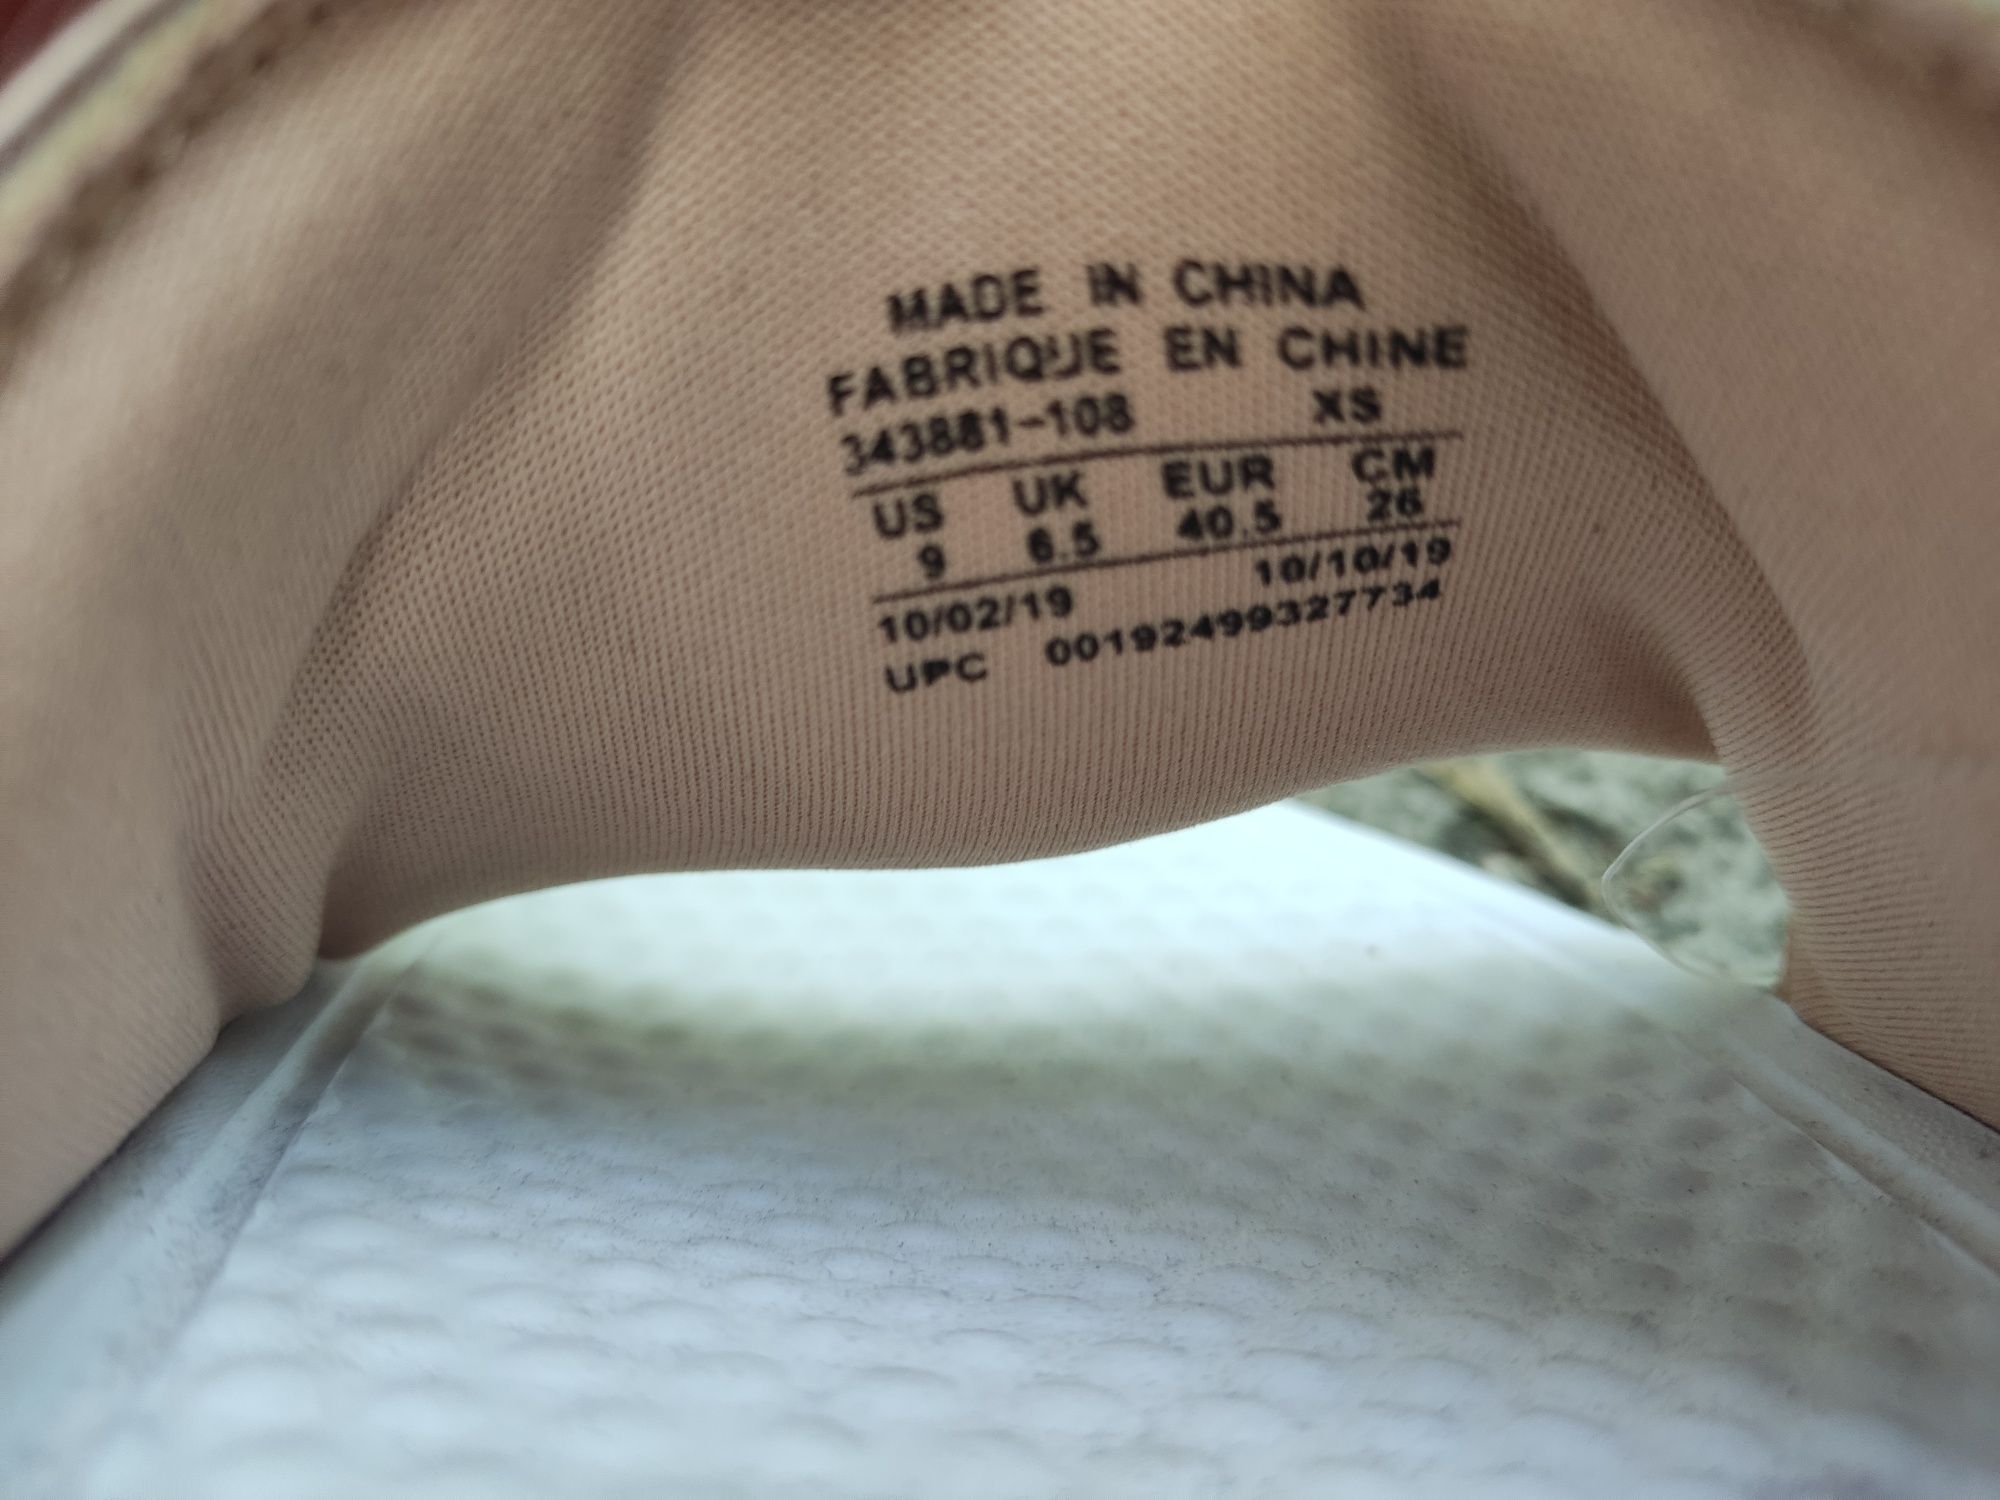 MADE IN CHINA
FABRIQUE EN CHINE
343881-108 XS
US UK EUR CM
9 6.5 40.5 26
10/02/19 10/10/19
UPC 00192499327734